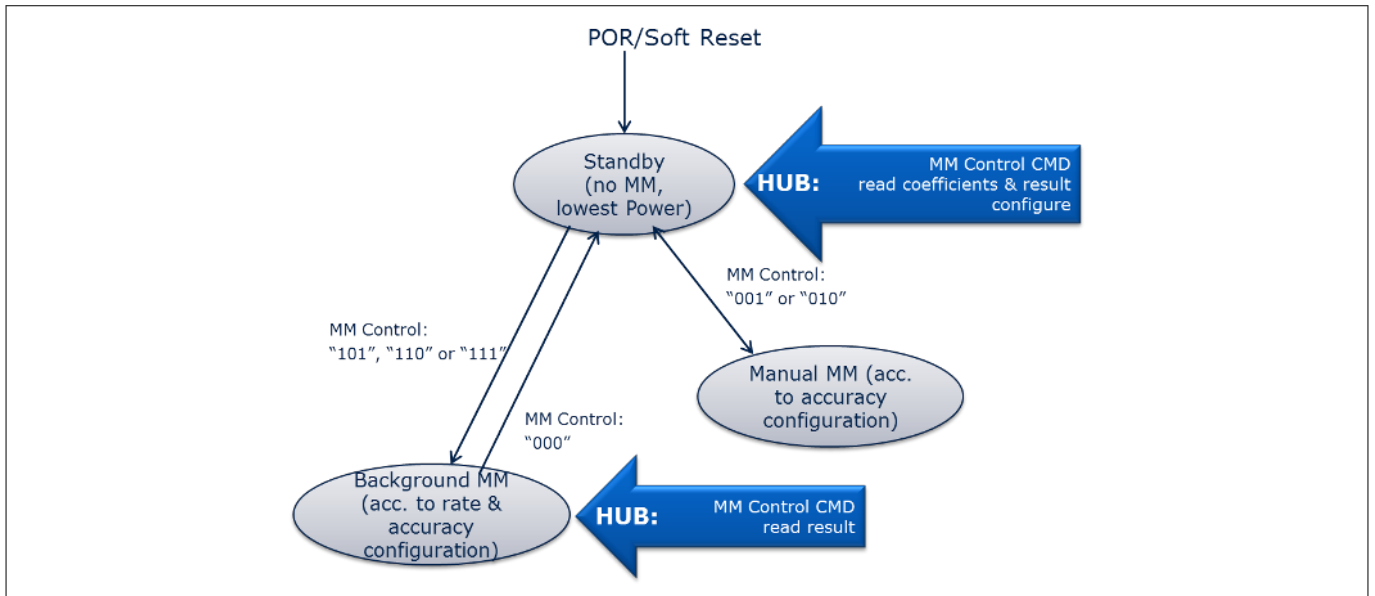 POR/Soft Reset
Standby
(no MM,
lowest Power)
HUB:
MM Control CMD
read coefficients & result
configure
MM Control:
“001” or “010”
MM Control:
“101”, “110” or “111”
Manual MM (acc.
to accuracy
configuration)
MM Control:
“000”
Background MM
(acc. to rate &
accuracy
configuration)
HUB:
MM Control CMD
read result